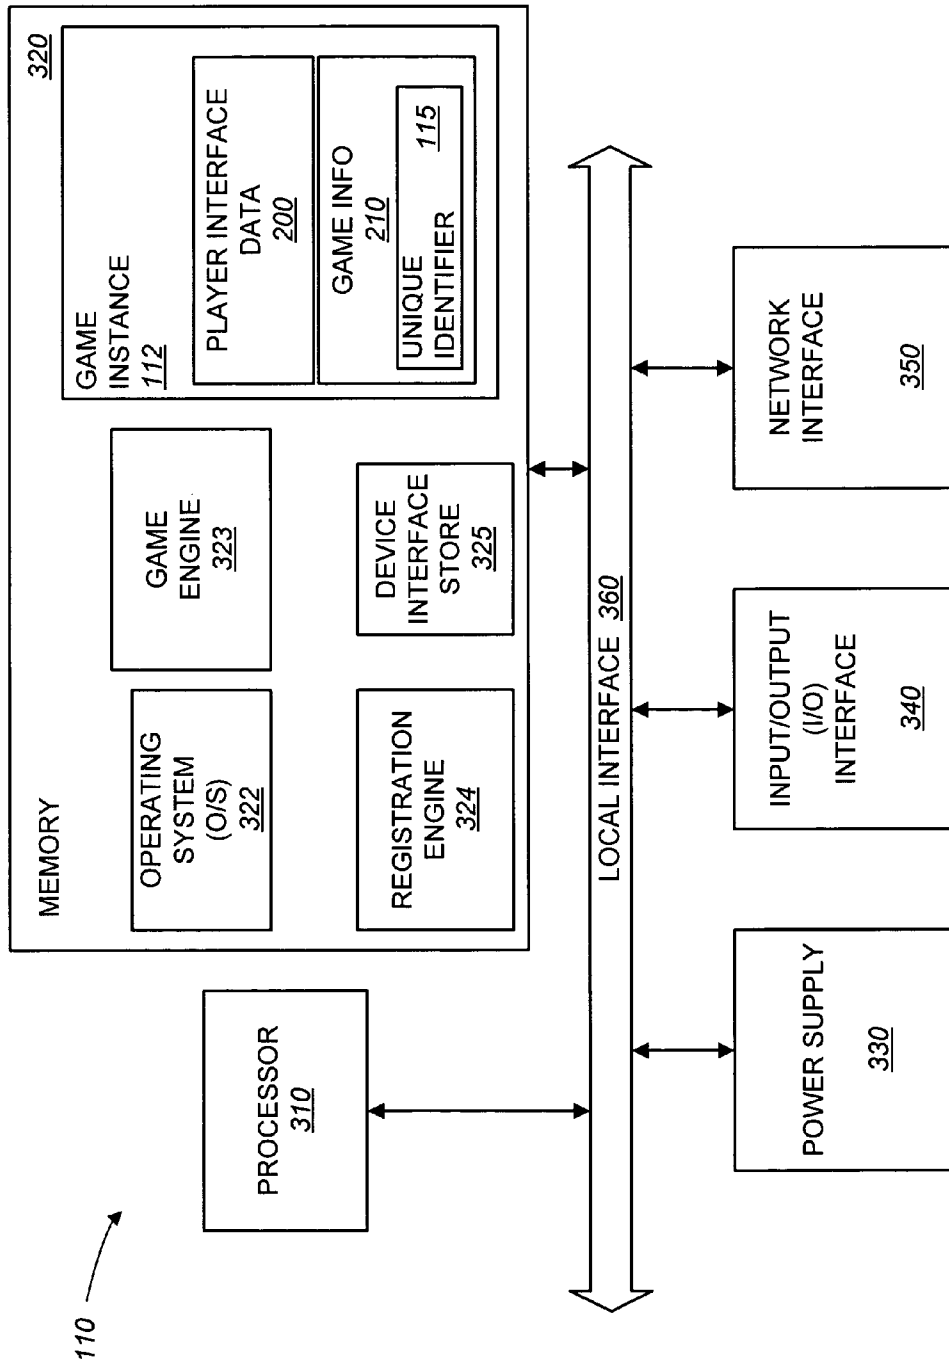 110
PROCESSOR
310
MEMORY
320
OPERATING
SYSTEM
(O/S)
322
GAME
ENGINE
323
REGISTRATION
ENGINE
324
DEVICE
INTERFACE
STORE
325
GAME
INSTANCE
112
PLAYER INTERFACE
DATA
200
GAME INFO
210
UNIQUE
IDENTIFIER
115
LOCAL INTERFACE 360
POWER SUPPLY
330
INPUT/OUTPUT
(I/O)
INTERFACE
340
NETWORK
INTERFACE
350